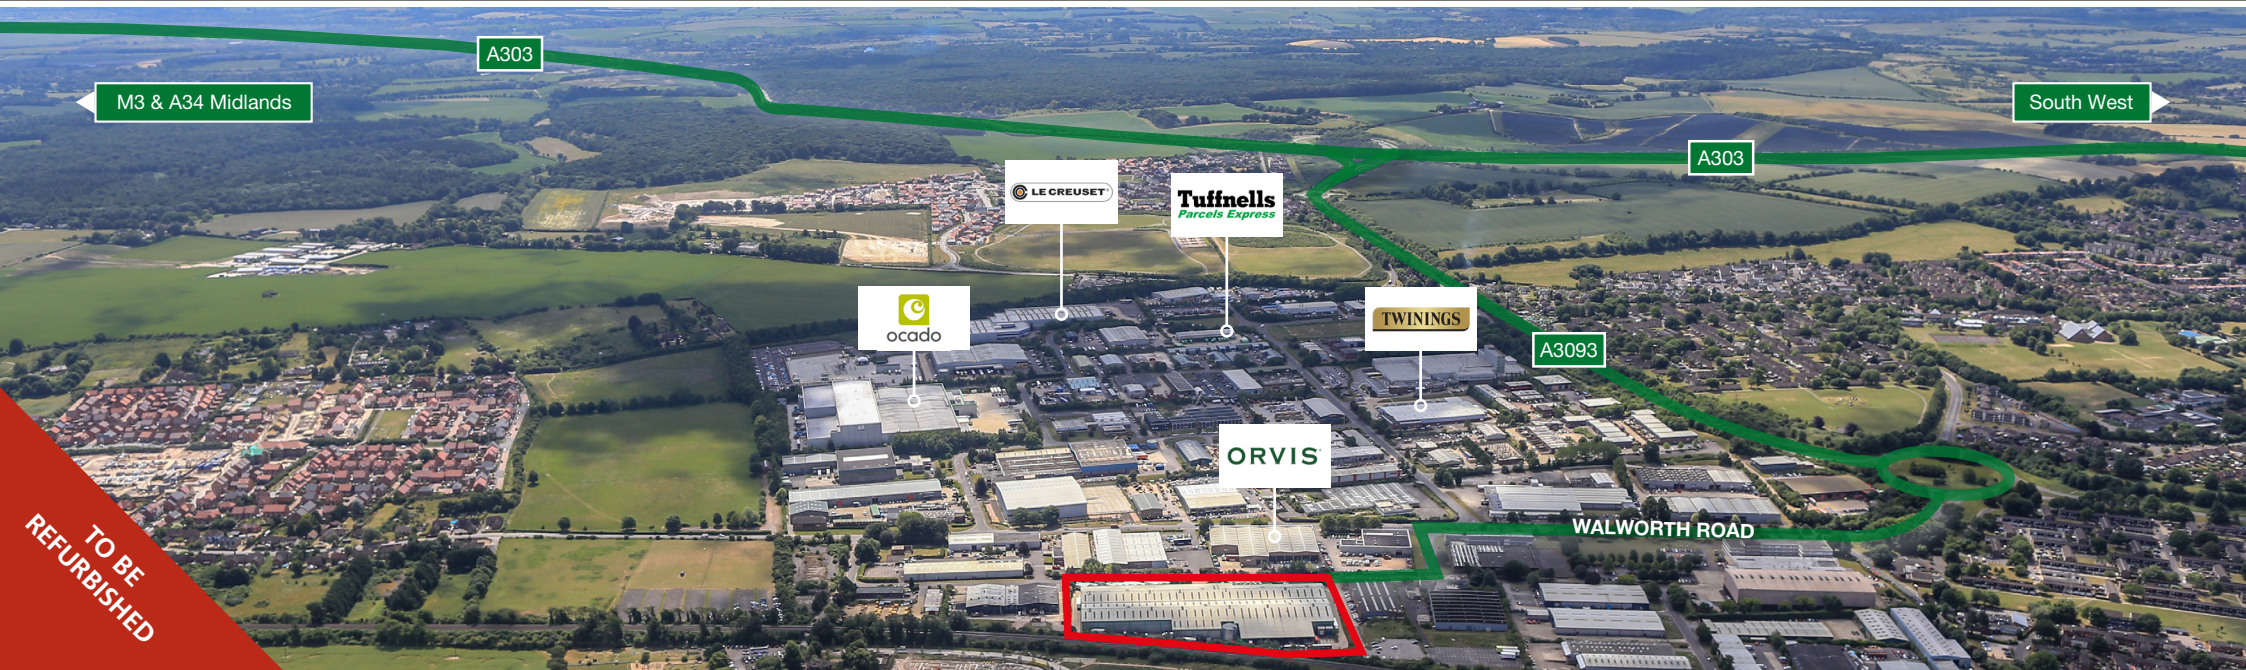 A303
M3 & A34 Midlands
South West
A303
LE CREUSET
Tuffnells
Parcels Express
ocado
TWININGS
A3093
ORVIS
WALWORTH ROAD
TO BE
REFURBISHED